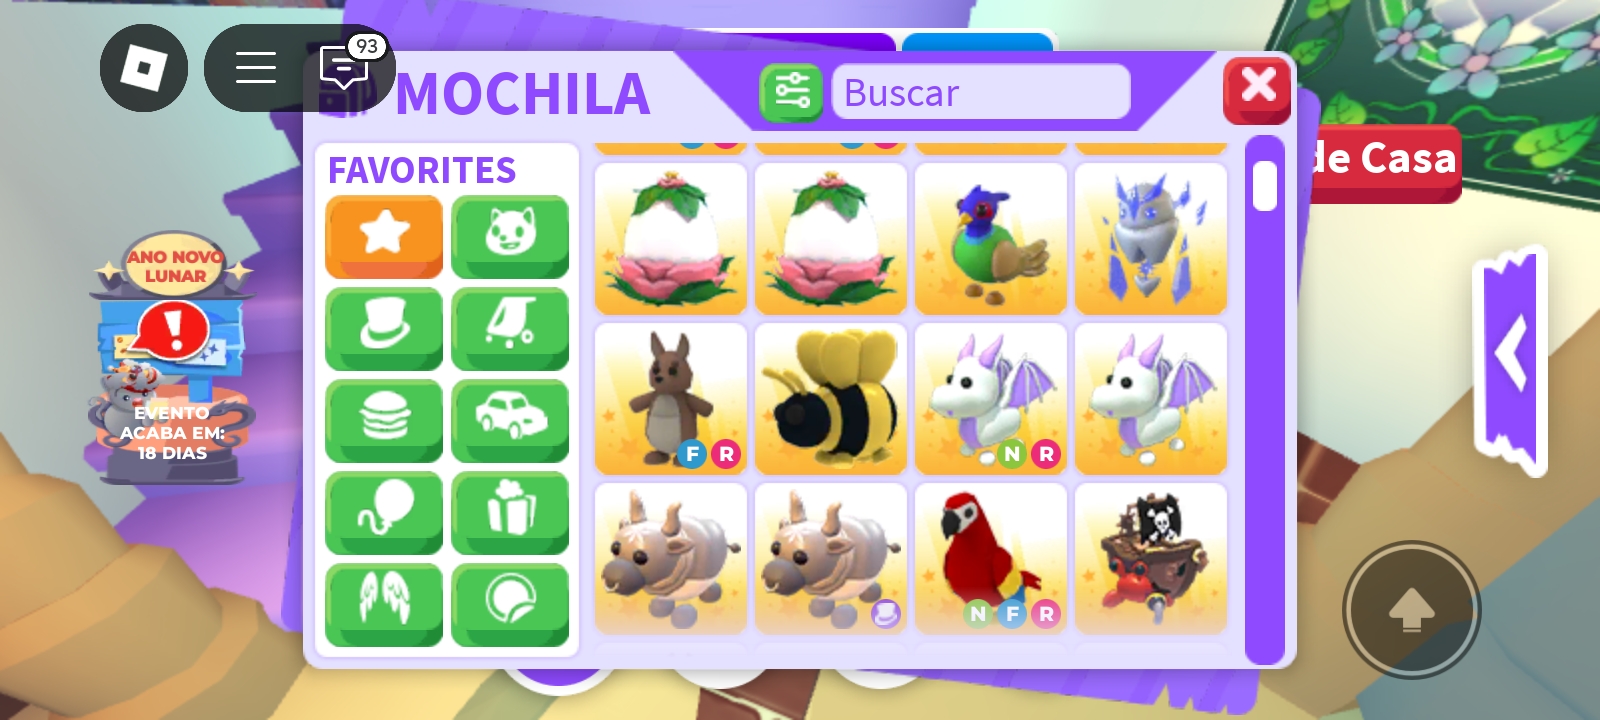 93
MOCHILA
Buscar
de Casa
FAVORITES
ANO NOVO
LUNAR
!
EVENTO
ACABA EM:
18 DIAS
F R
N R
N F R